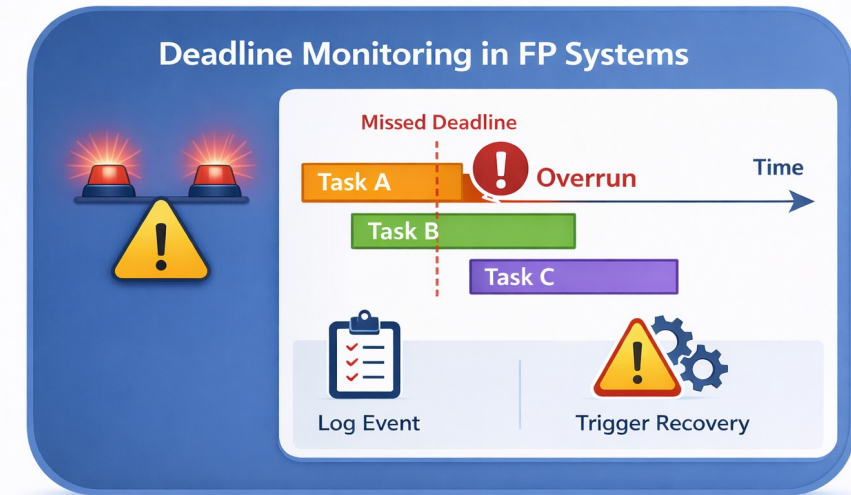 Deadline Monitoring in FP Systems
Missed Deadline
Task A
Overrun
Time
Task B
Task C
Log Event
Trigger Recovery